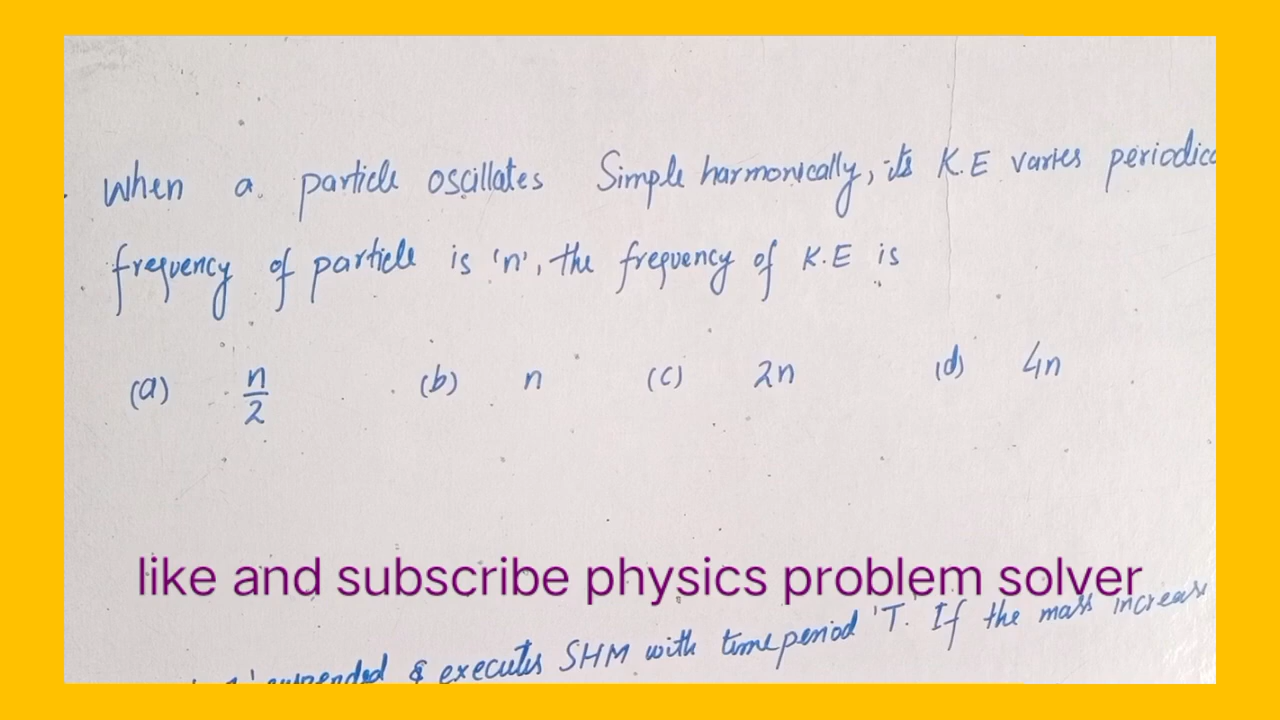 When a particle oscillates Simple harmonically, its K.E varies periodica
frequency of particle is 'n', the frequency of K.E is
(a) n/2 (b) n (c) 2n (d) 4n
like and subscribe physics problem solver
suspended & executes SHM with time period 'T.' If the mass increase